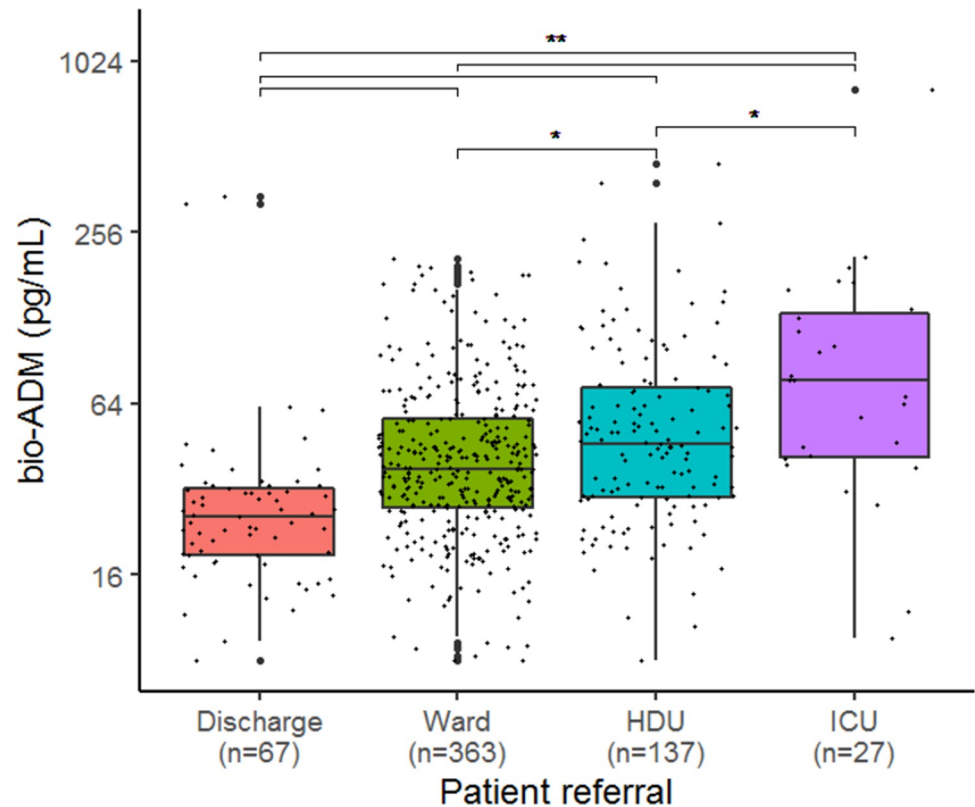 **
1024
*
*
256
64
16
bio-ADM (pg/mL)
Discharge
(n=67)
Ward
(n=363)
HDU
(n=137)
ICU
(n=27)
Patient referral